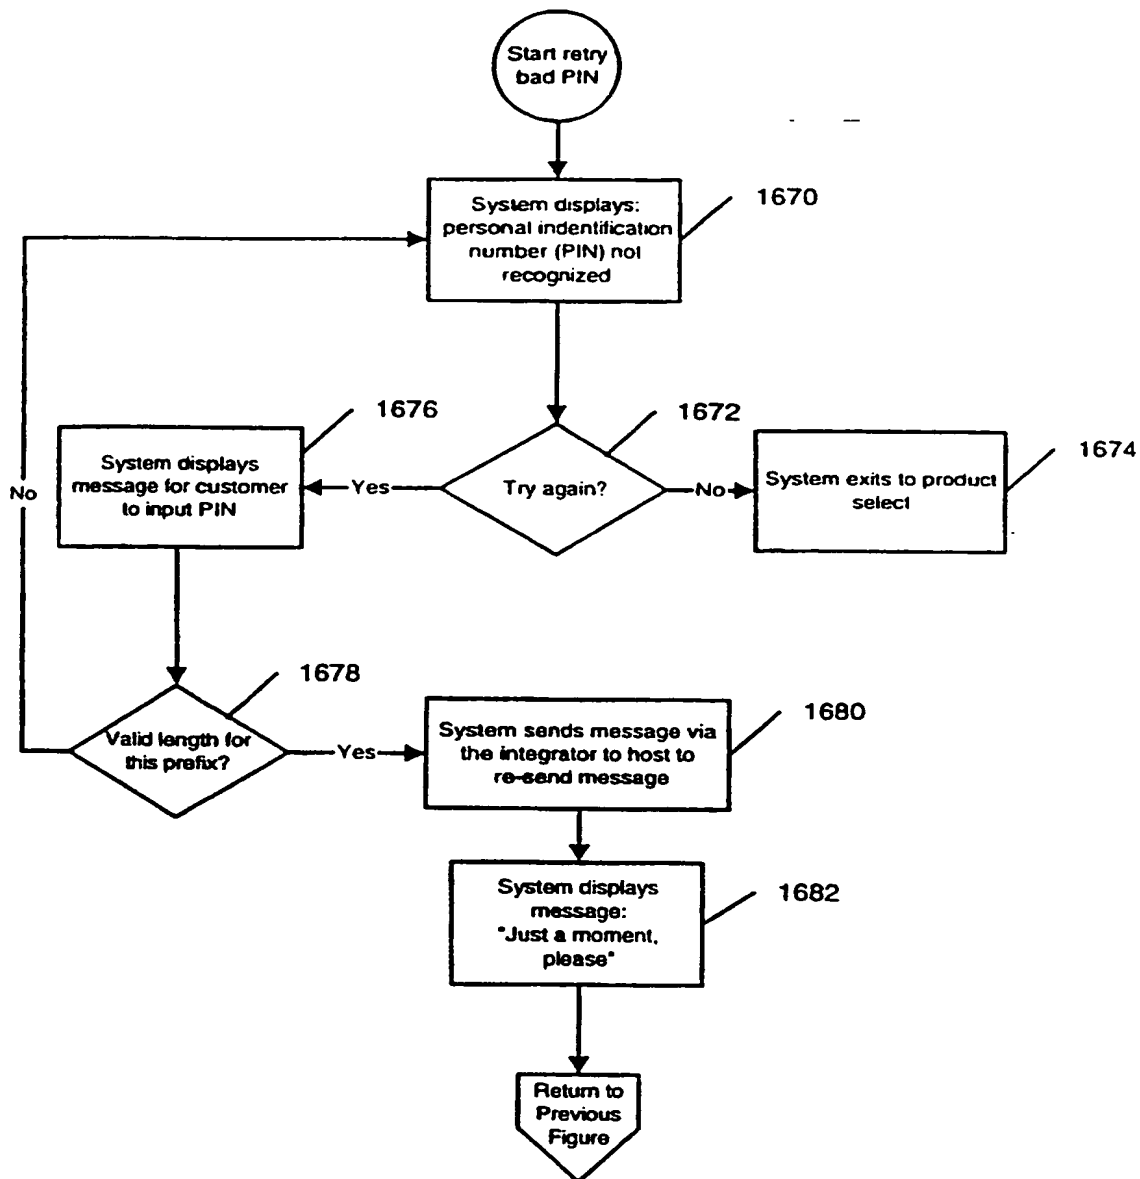 Start retry
bad PIN
System displays:
personal indentification
number (PIN) not
recognized
1670
1676
1672
1674
System displays
message for customer
to input PIN
Yes
Try again?
No
System exits to product
select
No
1678
Valid length for
this prefix?
Yes
System sends message via
the integrator to host to
re-send message
1680
System displays
message:
"Just a moment,
please"
1682
Return to
Previous
Figure